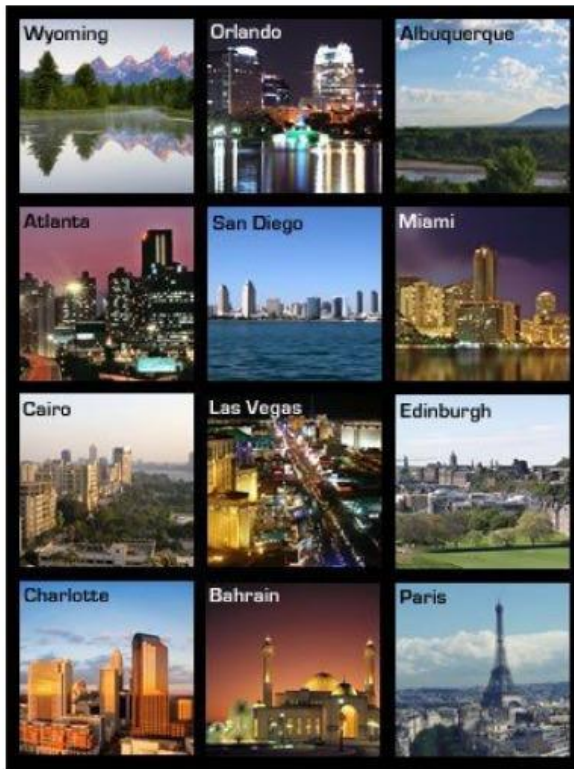 Wyoming
Orlando
Albuquerque
Atlanta
San Diego
Miami
Cairo
Las Vegas
Edinburgh
Charlotte
Bahrain
Paris